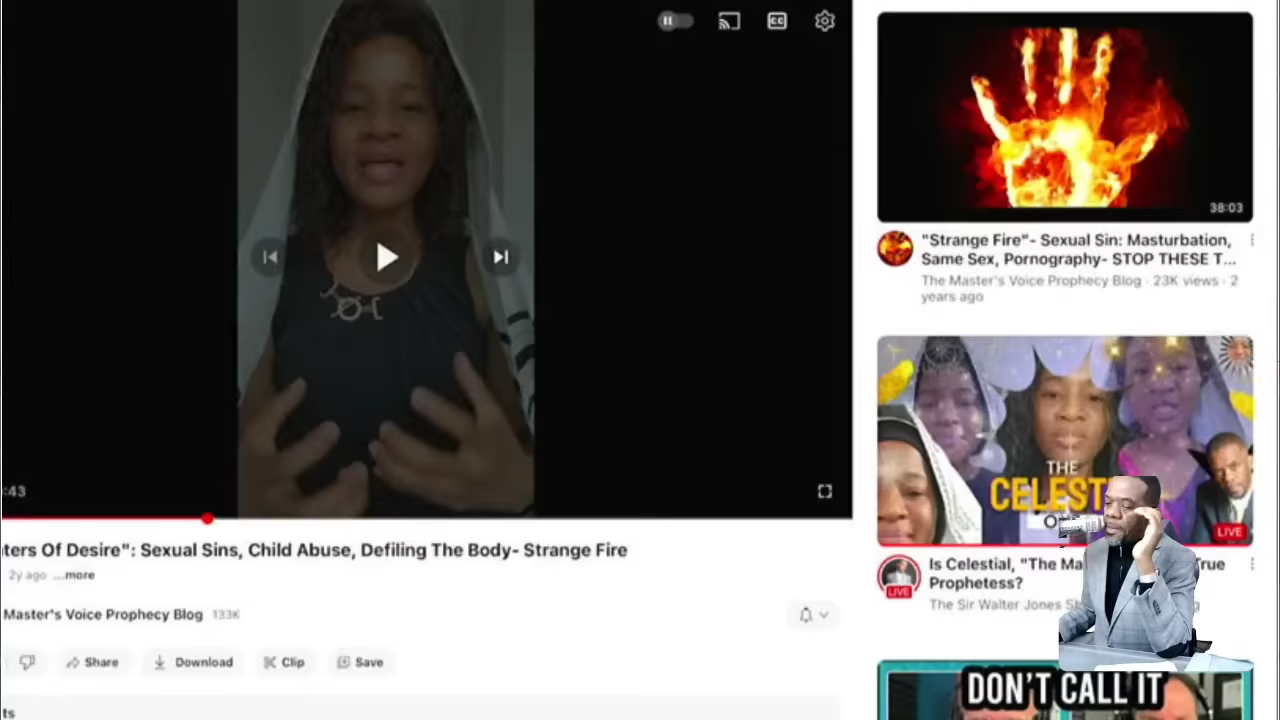 CC
:43
ters Of Desire": Sexual Sins, Child Abuse, Defiling The Body- Strange Fire
2y ago ...more
Master's Voice Prophecy Blog 133K
Share
Download
Clip
Save
ts
38:03
"Strange Fire"- Sexual Sin: Masturbation,
Same Sex, Pornography- STOP THESE T...
The Master's Voice Prophecy Blog · 23K views · 2
years ago
THE
CELEST
LIVE
LIVE
Is Celestial, "The Ma True
Prophetess?
The Sir Walter Jones
DON'T CALL IT